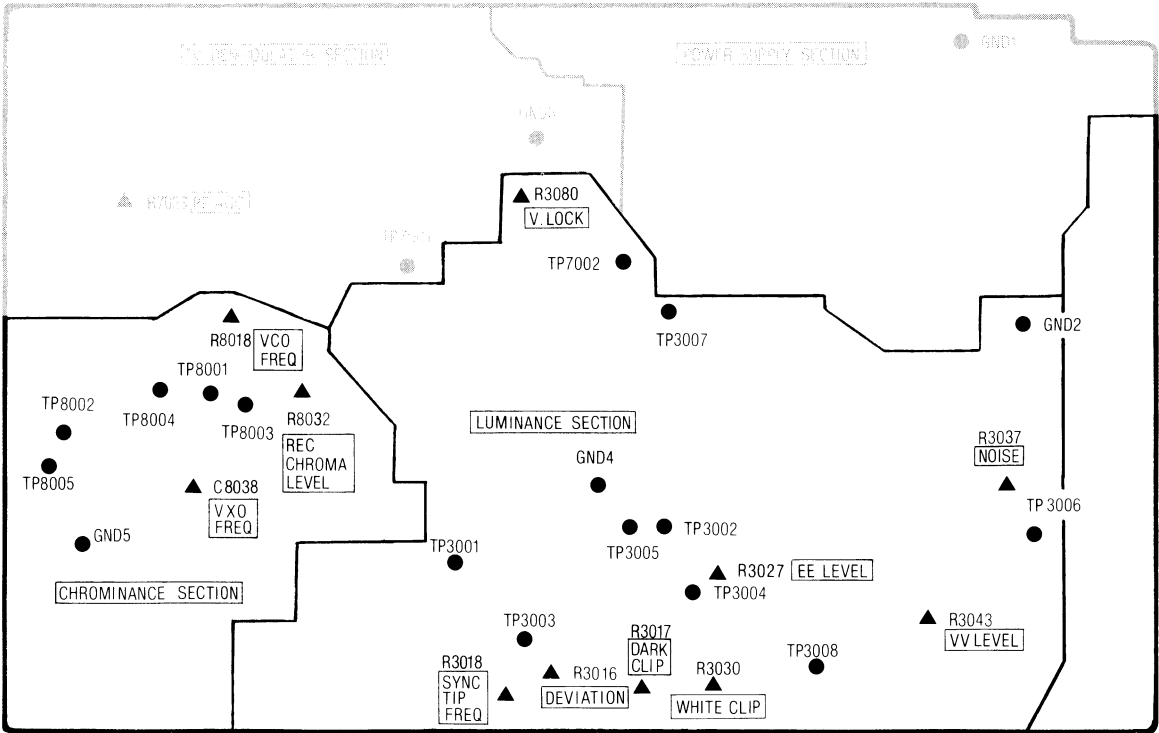 POWER SUPPLY SECTION
GND1
R3080
V.LOCK
TP7002
TP3007
GND2
R8018
VCO
FREQ
TP8001
TP8002
TP8004
TP8003
R8032
REC
CHROMA
LEVEL
TP8005
C8038
VXO
FREQ
GND5
CHROMINANCE SECTION
LUMINANCE SECTION
GND4
R3037
NOISE
TP3006
TP3001
TP3005
TP3002
R3027 EE LEVEL
TP3004
TP3003
R3017
DARK
CLIP
R3043
VV LEVEL
R3018
SYNC
TIP
FREQ
R3016
DEVIATION
R3030
WHITE CLIP
TP3008